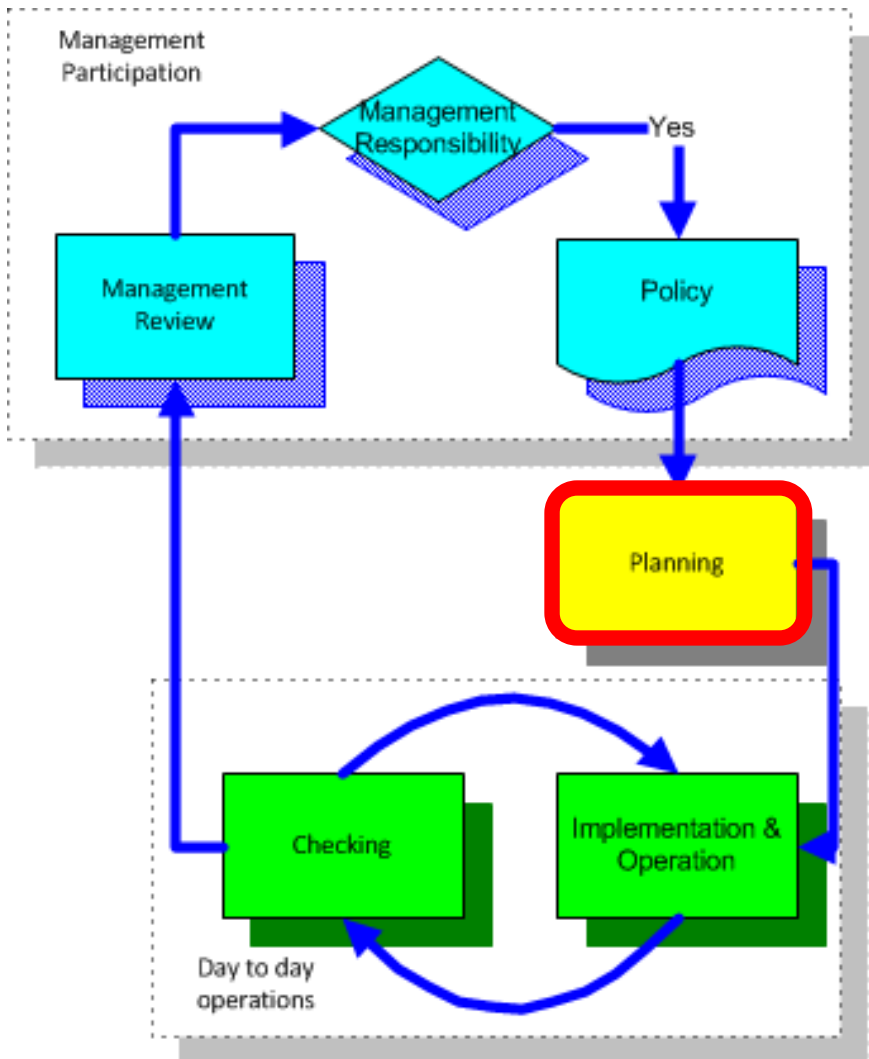 Management
Participation
Management
Responsibility
Yes
Management
Review
Policy
Planning
Checking
Implementation &
Operation
Day to day
operations